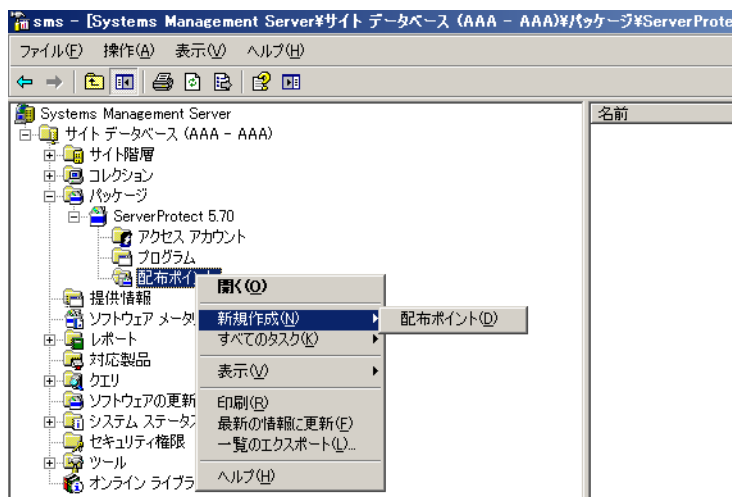 sms - [Systems Management Server¥サイト データベース (AAA - AAA)¥パッケージ¥ServerProte
ファイル(F) 操作(A) 表示(V) ヘルプ(H)
Systems Management Server
名前
サイト データベース (AAA - AAA)
サイト階層
コレクション
パッケージ
ServerProtect 5.70
アクセス アカウント
プログラム
配布ポイ
開く(O)
提供情報
ソフトウェア メータ
新規作成(N)
配布ポイント(D)
レポート
すべてのタスク(K)
対応製品
表示(V)
クエリ
ソフトウェアの更新
印刷(R)
システム ステータス
最新の情報に更新(F)
セキュリティ権限
一覧のエクスポート(L)...
ツール
ヘルプ(H)
オンライン ライブラ